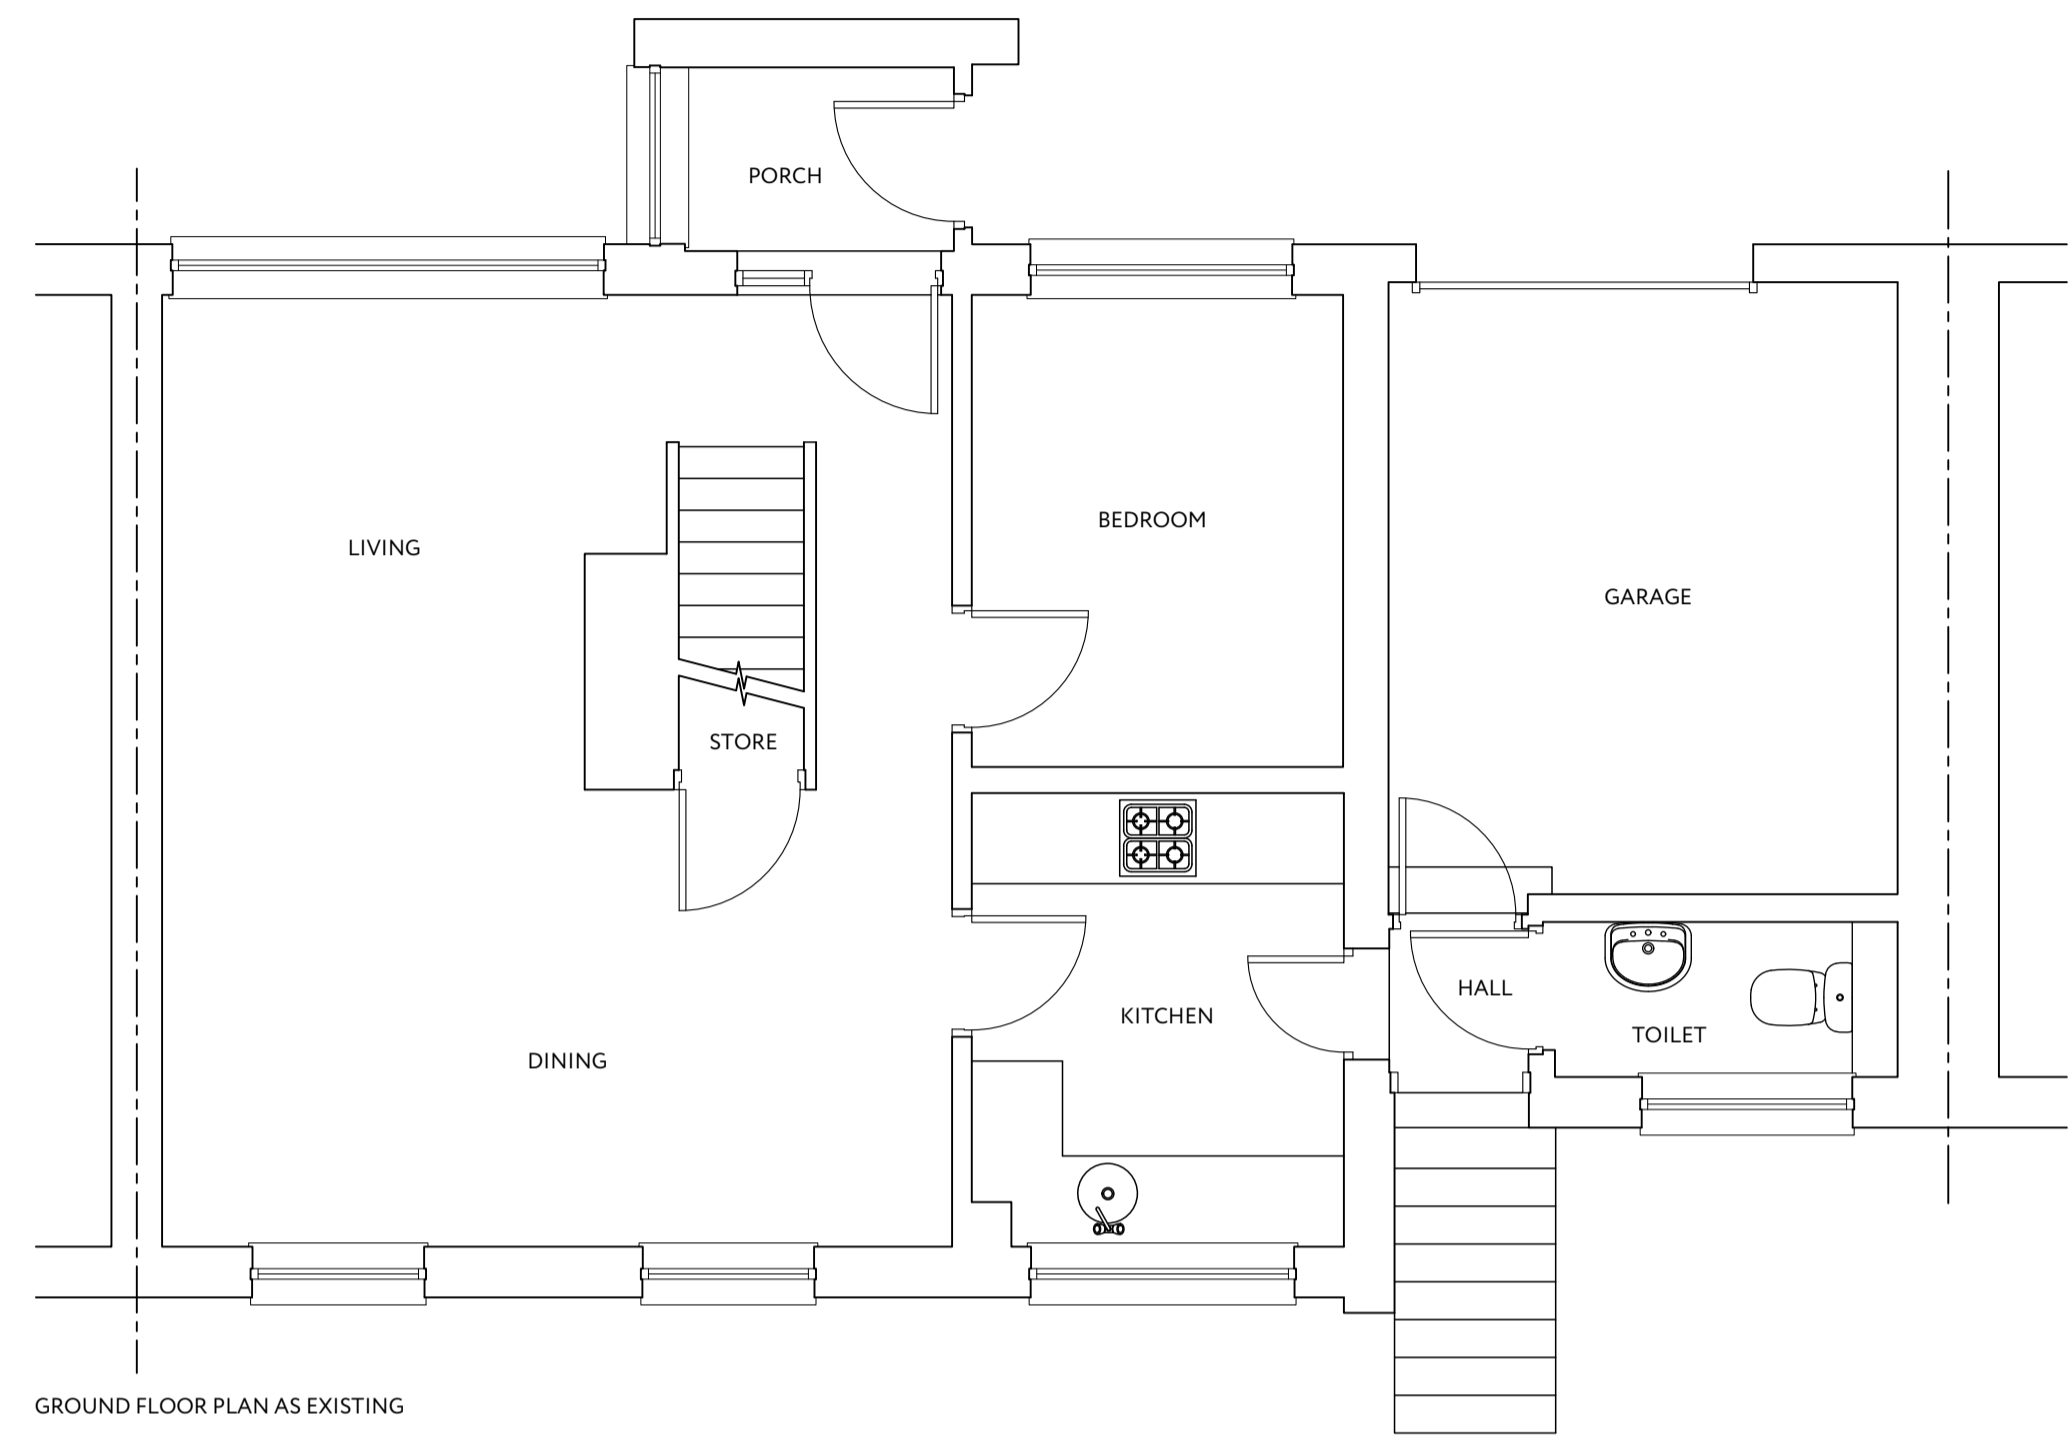 PORCH
BEDROOM
LIVING
GARAGE
STORE
HALL
KITCHEN
TOILET
DINING
GROUND FLOOR PLAN AS EXISTING